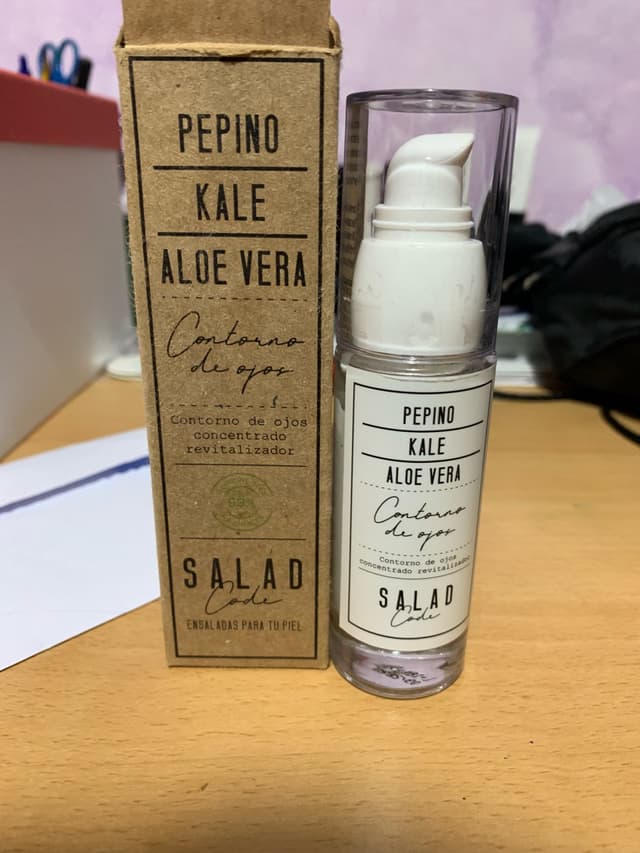 PEPINO
KALE
ALOE VERA
Contorno
de ojos
Contorno de ojos
concentrado
revitalizador
99%
SALAD
Code
ENSALADAS PARA TU PIEL
PEPINO
KALE
ALOE VERA
Contorno
de ojos
Contorno de ojos
concentrado revitalizador
SALAD
Code